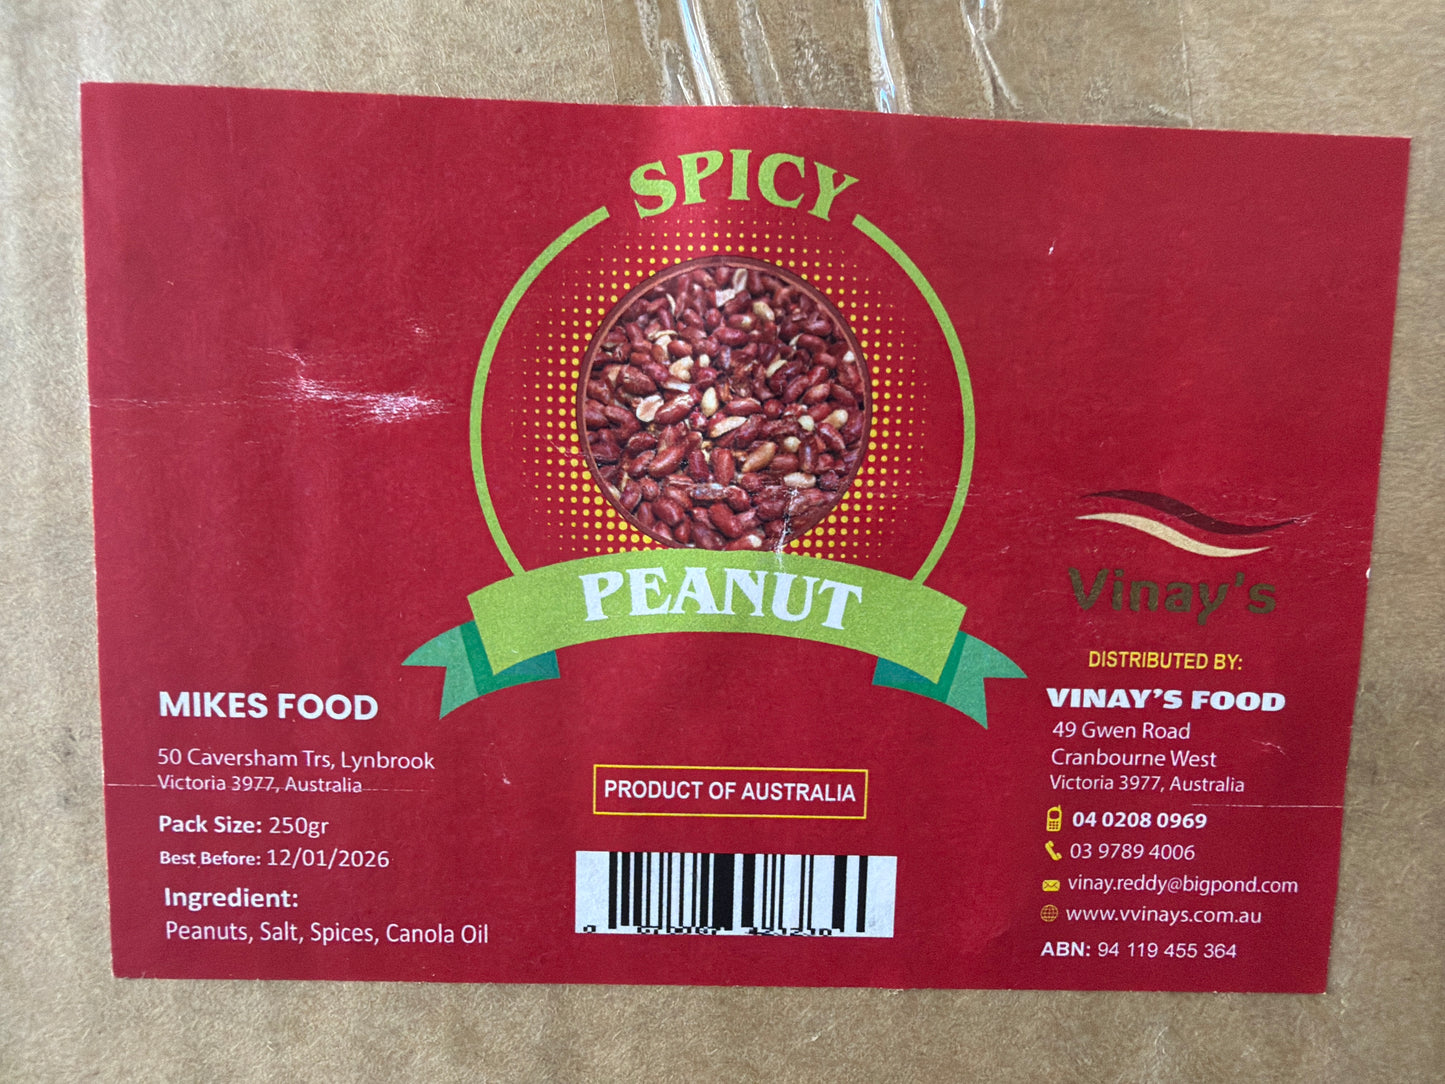 SPICY
PEANUT
MIKES FOOD
50 Caversham Trs, Lynbrook
Victoria 3977, Australia
Pack Size: 250gr
Best Before: 12/01/2026
Ingredient:
Peanuts, Salt, Spices, Canola Oil
PRODUCT OF AUSTRALIA
Vinay's
DISTRIBUTED BY:
VINAY'S FOOD
49 Gwen Road
Cranbourne West
Victoria 3977, Australia
04 0208 0969
03 9789 4006
vinay.reddy@bigpond.com
www.vvinays.com.au
ABN: 94 119 455 364